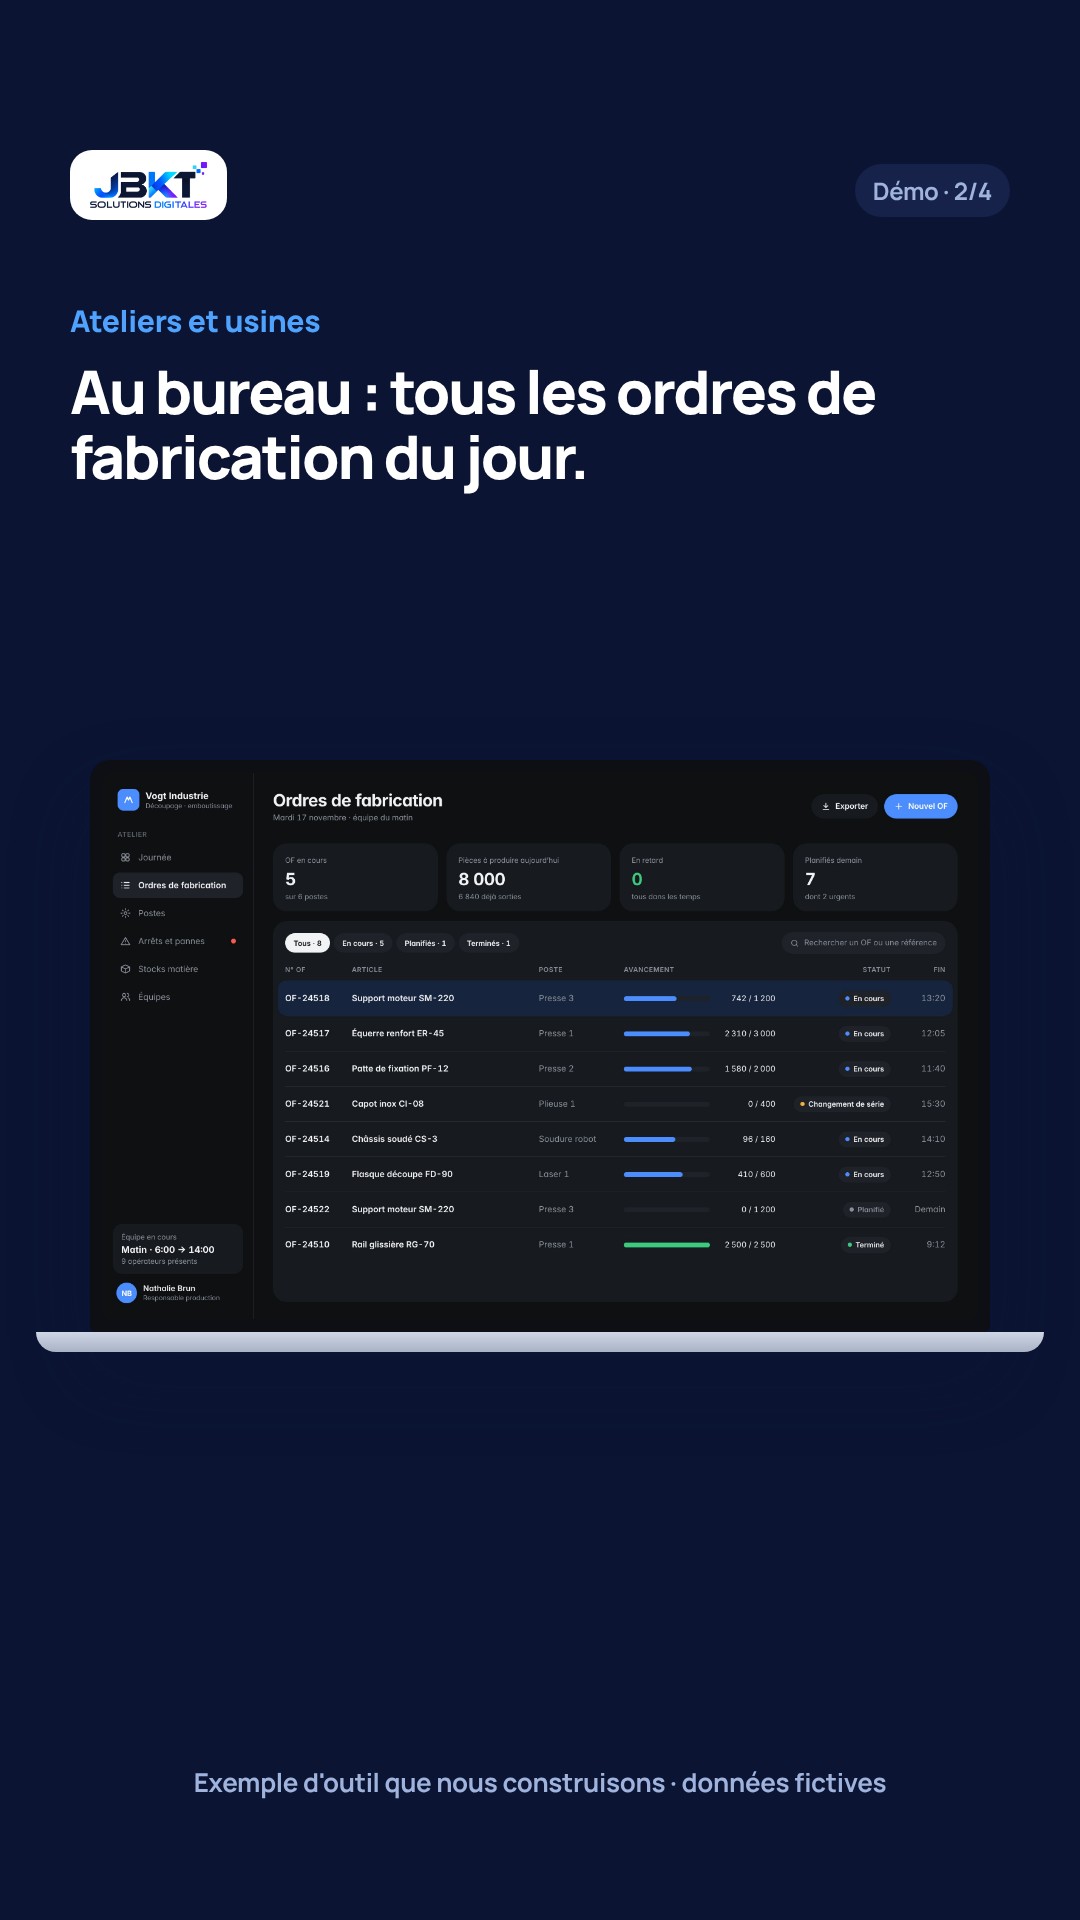 JBKT
SOLUTIONS DIGITALES
Démo · 2/4
Ateliers et usines
Au bureau : tous les ordres de
fabrication du jour.
Vogt Industrie
Découpage · emboutissage
ATELIER
Journée
Ordres de fabrication
Postes
Arrêts et pannes
Stocks matière
Équipes
Équipe en cours
Matin · 6:00 → 14:00
9 opérateurs présents
NB
Nathalie Brun
Responsable production
Ordres de fabrication
Mardi 17 novembre · équipe du matin
Exporter
+ Nouvel OF
OF en cours
5
sur 6 postes
Pièces à produire aujourd'hui
8 000
6 840 déjà sorties
En retard
0
tous dans les temps
Planifiés demain
7
dont 2 urgents
Tous · 8 En cours · 5 Planifiés · 1 Terminés · 1
Rechercher un OF ou une référence
N° OF ARTICLE POSTE AVANCEMENT STATUT FIN
OF-24518 Support moteur SM-220 Presse 3 742 / 1 200 En cours 13:20
OF-24517 Équerre renfort ER-45 Presse 1 2 310 / 3 000 En cours 12:05
OF-24516 Patte de fixation PF-12 Presse 2 1 580 / 2 000 En cours 11:40
OF-24521 Capot inox CI-08 Plieuse 1 0 / 400 Changement de série 15:30
OF-24514 Châssis soudé CS-3 Soudure robot 96 / 160 En cours 14:10
OF-24519 Flasque découpe FD-90 Laser 1 410 / 600 En cours 12:50
OF-24522 Support moteur SM-220 Presse 3 0 / 1 200 Planifié Demain
OF-24510 Rail glissière RG-70 Presse 1 2 500 / 2 500 Terminé 9:12
Exemple d'outil que nous construisons · données fictives